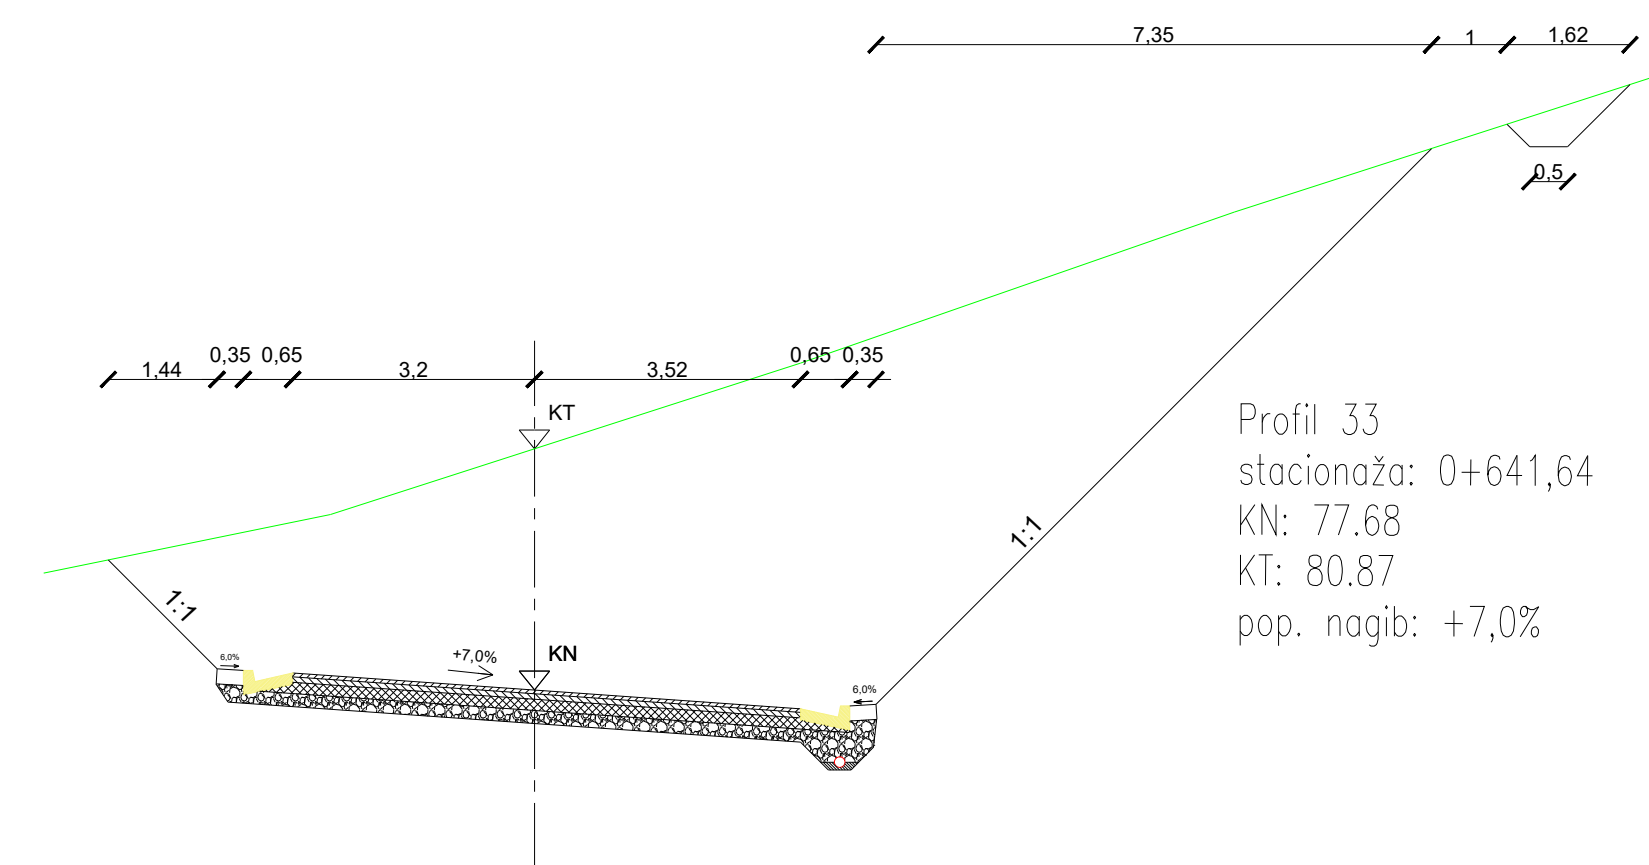 7,35 1 1,62
0,5
1,44 0,35 0,65 3,2 3,52 0,65 0,35
KT
Profil 33
stacionaža: 0+641,64
KN: 77.68
KT: 80.87
pop. nagib: +7,0%
1:1
1:1
6,0% +7,0% KN
6,0%